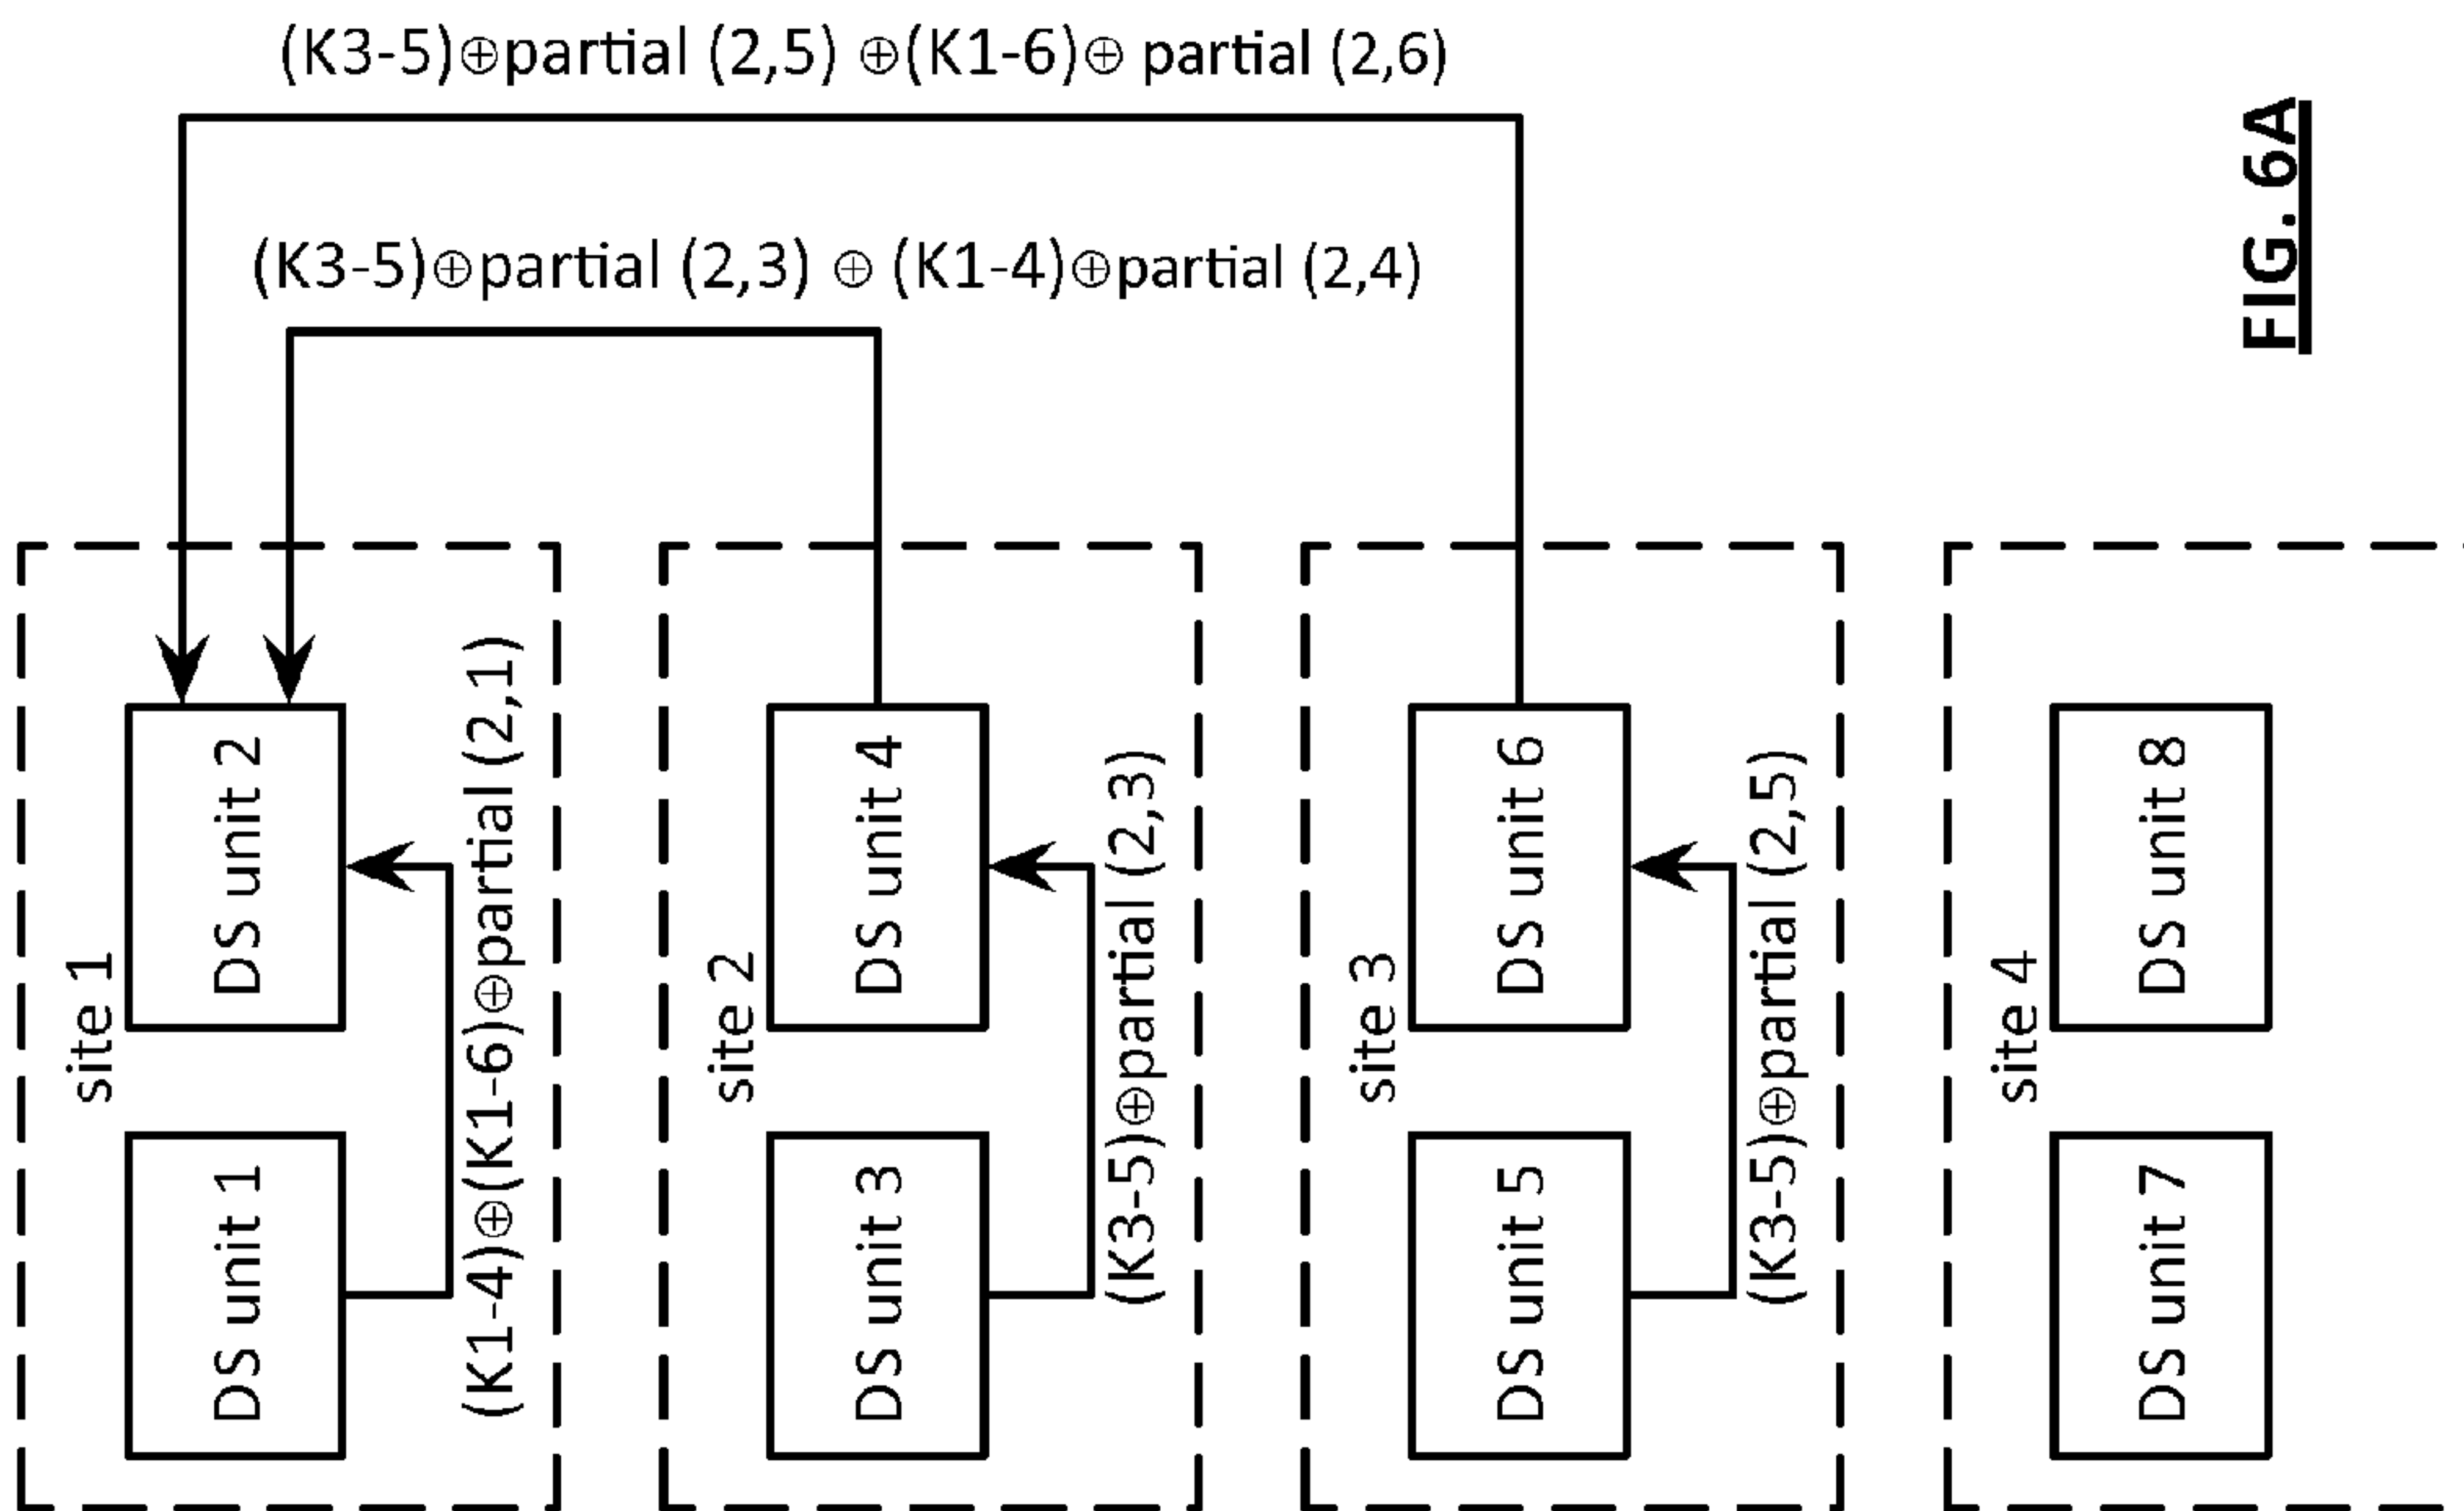 (K3-5)⊕partial (2,5) ⊕(K1-6)⊕ partial (2,6)
(K3-5)⊕partial (2,3) ⊕ (K1-4)⊕partial (2,4)
site 1
DS unit 1
DS unit 2
(K1-4)⊕(K1-6)⊕partial (2,1)
site 2
DS unit 3
DS unit 4
(K3-5)⊕partial (2,3)
site 3
DS unit 5
DS unit 6
(K3-5)⊕partial (2,5)
site 4
DS unit 7
DS unit 8
FIG. 6A